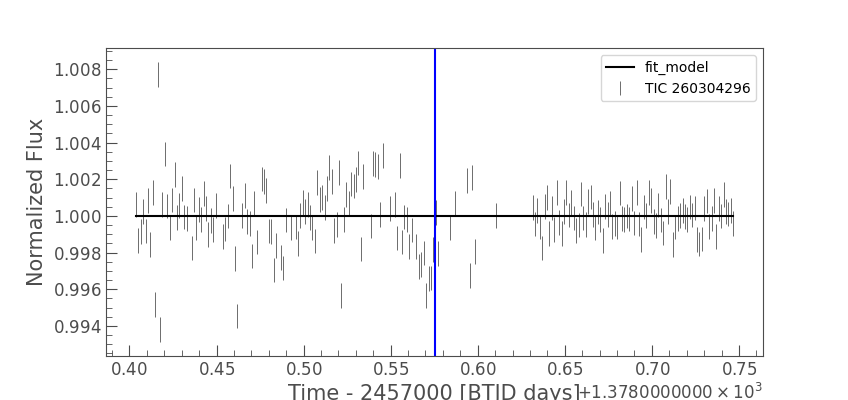 1.008
1.006
1.004
1.002
1.000
0.998
0.996
0.994
Normalized Flux
fit_model
TIC 260304296
0.40 0.45 0.50 0.55 0.60 0.65 0.70 0.75
Time - 2457000 [BTJD days]
+1.3780000000 × 10³